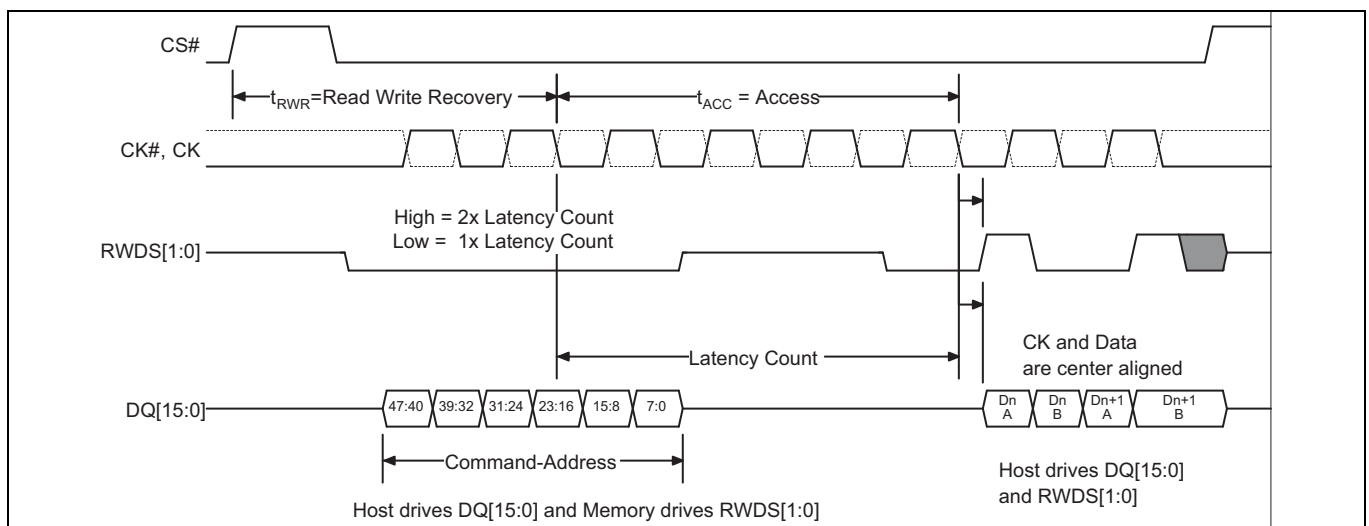 CS#
tRWR=Read Write Recovery
tACC = Access
CK#, CK
High = 2x Latency Count
Low = 1x Latency Count
RWDS[1:0]
Latency Count
CK and Data
are center aligned
DQ[15:0]
47:40 39:32 31:24 23:16 15:8 7:0
Dn A
Dn B
Dn+1 A
Dn+1 B
Command-Address
Host drives DQ[15:0] and Memory drives RWDS[1:0]
Host drives DQ[15:0]
and RWDS[1:0]